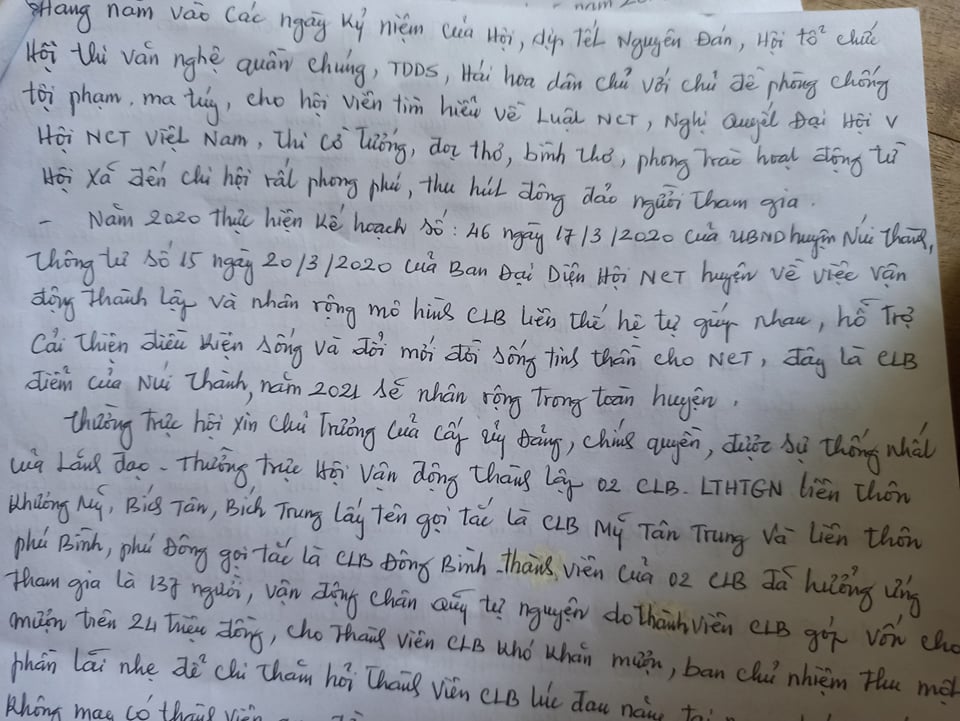 năm 20
Hàng năm vào các ngày kỷ niệm của Hội, dịp Tết Nguyên Đán, Hội tổ chức
Hội thi văn nghệ quần chúng, TDDS, Hái hoa dân chủ với chủ đề phòng chống
tội phạm, ma túy, cho hội viên tìm hiểu về Luật NCT, Nghị Quyết Đại Hội V
Hội NCT Việt Nam, thi cờ Tướng, đọc thơ, bình thơ, phong trào hoạt động từ
Hội xã đến chi hội rất phong phú, thu hút đông đảo người tham gia.
- Năm 2020 thực hiện kế hoạch số: 46 ngày 17/3/2020 của UBND huyện Núi Thành,
Thông tư số 15 ngày 20/3/2020 của Ban Đại Diện Hội NCT huyện về việc vận
động thành lập và nhân rộng mô hình CLB liên thế hệ tự giúp nhau, hỗ trợ
cải thiện điều kiện sống và đổi mới đời sống tinh thần cho NCT, đây là CLB
điểm của Núi Thành, năm 2021 sẽ nhân rộng trong toàn huyện.
Thường trực hội xin chủ trương của cấp ủy Đảng, chính quyền, được sự thống nhất
của Lãnh đạo - Thường trực Hội vận động thành lập 02 CLB. LTHTGN liên thôn
Khương Mỹ, Bích Tân, Bích Trung lấy tên gọi tắc là CLB Mỹ Tân Trung và liên thôn
phú Bình, phú Đông gọi tắc là CLB Đông Bình - thành viên của 02 CLB đã hưởng ứng
tham gia là 137 người, vận động chân quỹ tự nguyện do thành viên CLB góp vốn cho
mượn trên 24 triệu đồng, cho thành viên CLB khó khăn mượn, ban chủ nhiệm thu một
phần lãi nhẹ để chi thăm hỏi thành viên CLB lúc đau nằm tại
không may có thành viên